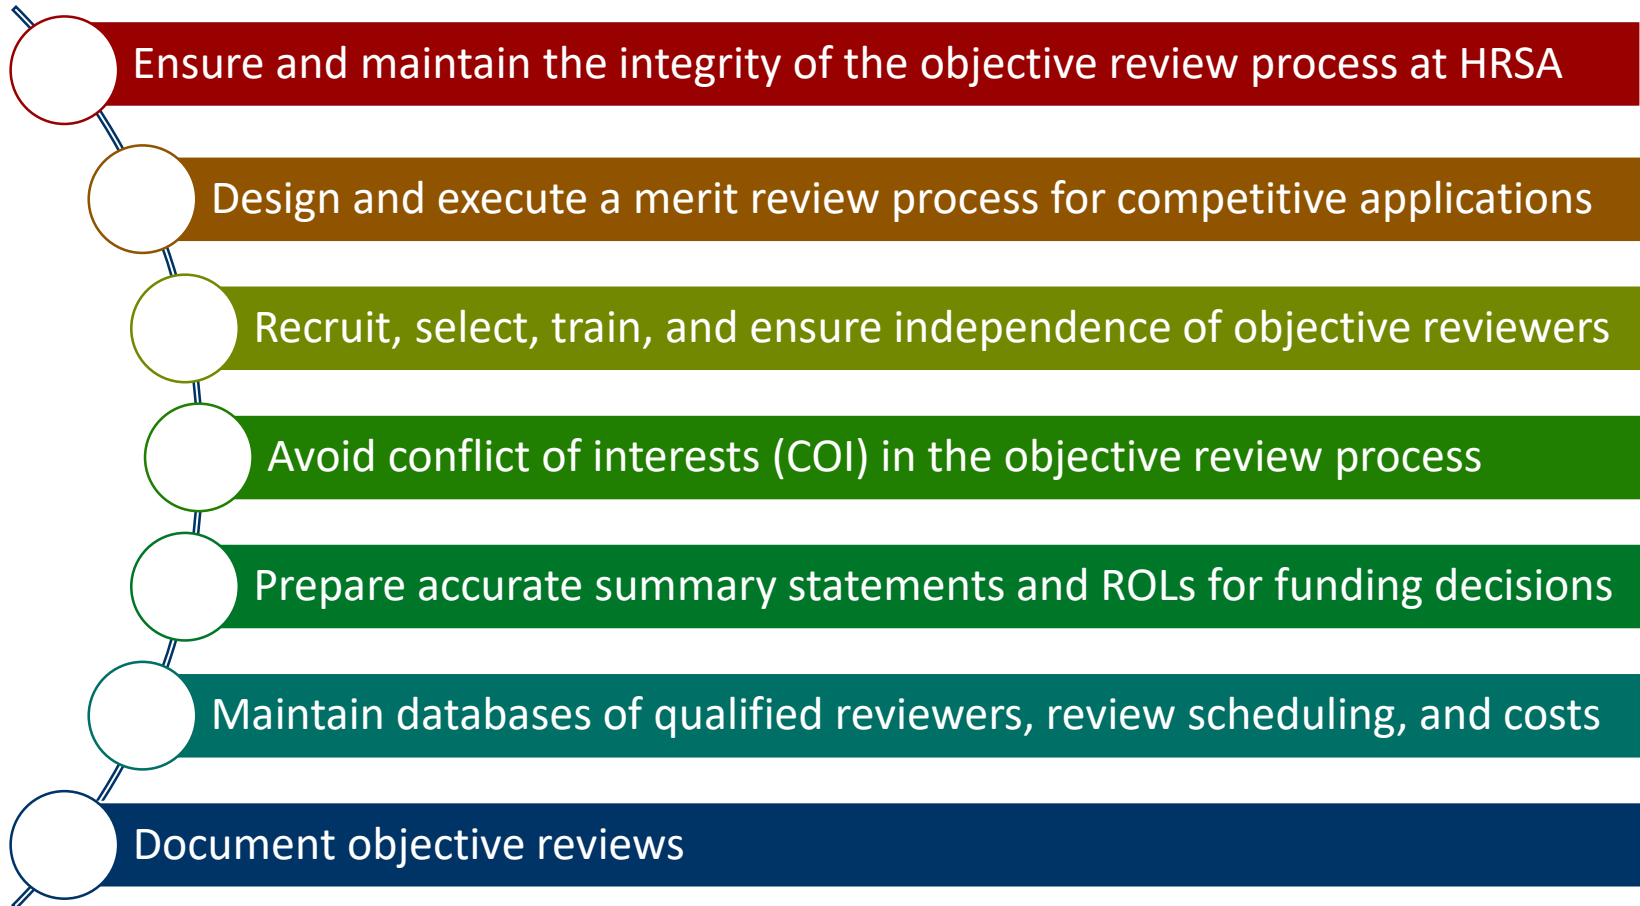 Ensure and maintain the integrity of the objective review process at HRSA
Design and execute a merit review process for competitive applications
Recruit, select, train, and ensure independence of objective reviewers
Avoid conflict of interests (COI) in the objective review process
Prepare accurate summary statements and ROLs for funding decisions
Maintain databases of qualified reviewers, review scheduling, and costs
Document objective reviews